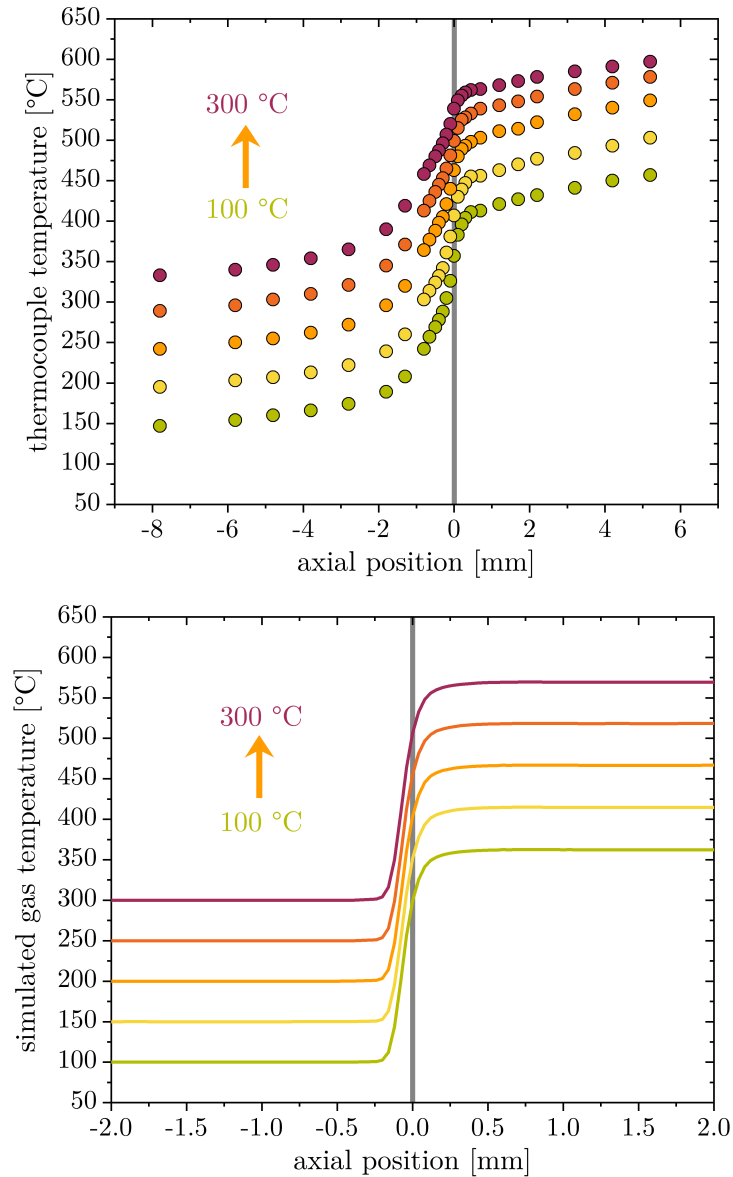 650
600
550
500
450
400
350
300
250
200
150
100
50
thermocouple temperature [°C]
300 °C
100 °C
-8 -6 -4 -2 0 2 4 6
axial position [mm]
650
600
550
500
450
400
350
300
250
200
150
100
50
simulated gas temperature [°C]
300 °C
100 °C
-2.0 -1.5 -1.0 -0.5 0.0 0.5 1.0 1.5 2.0
axial position [mm]